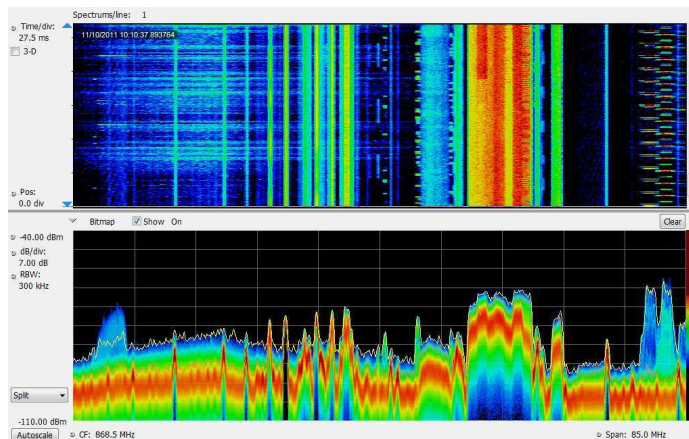 Spectrums/line: 1
Time/div:
27.5 ms
3-D
11/10/2011 10:10:37.893764
Pos:
0.0 div
Bitmap Show On Clear
-40.00 dBm
dB/div:
7.00 dB
RBW:
300 kHz
Split
-110.00 dBm
Autoscale CF: 868.5 MHz Span: 85.0 MHz